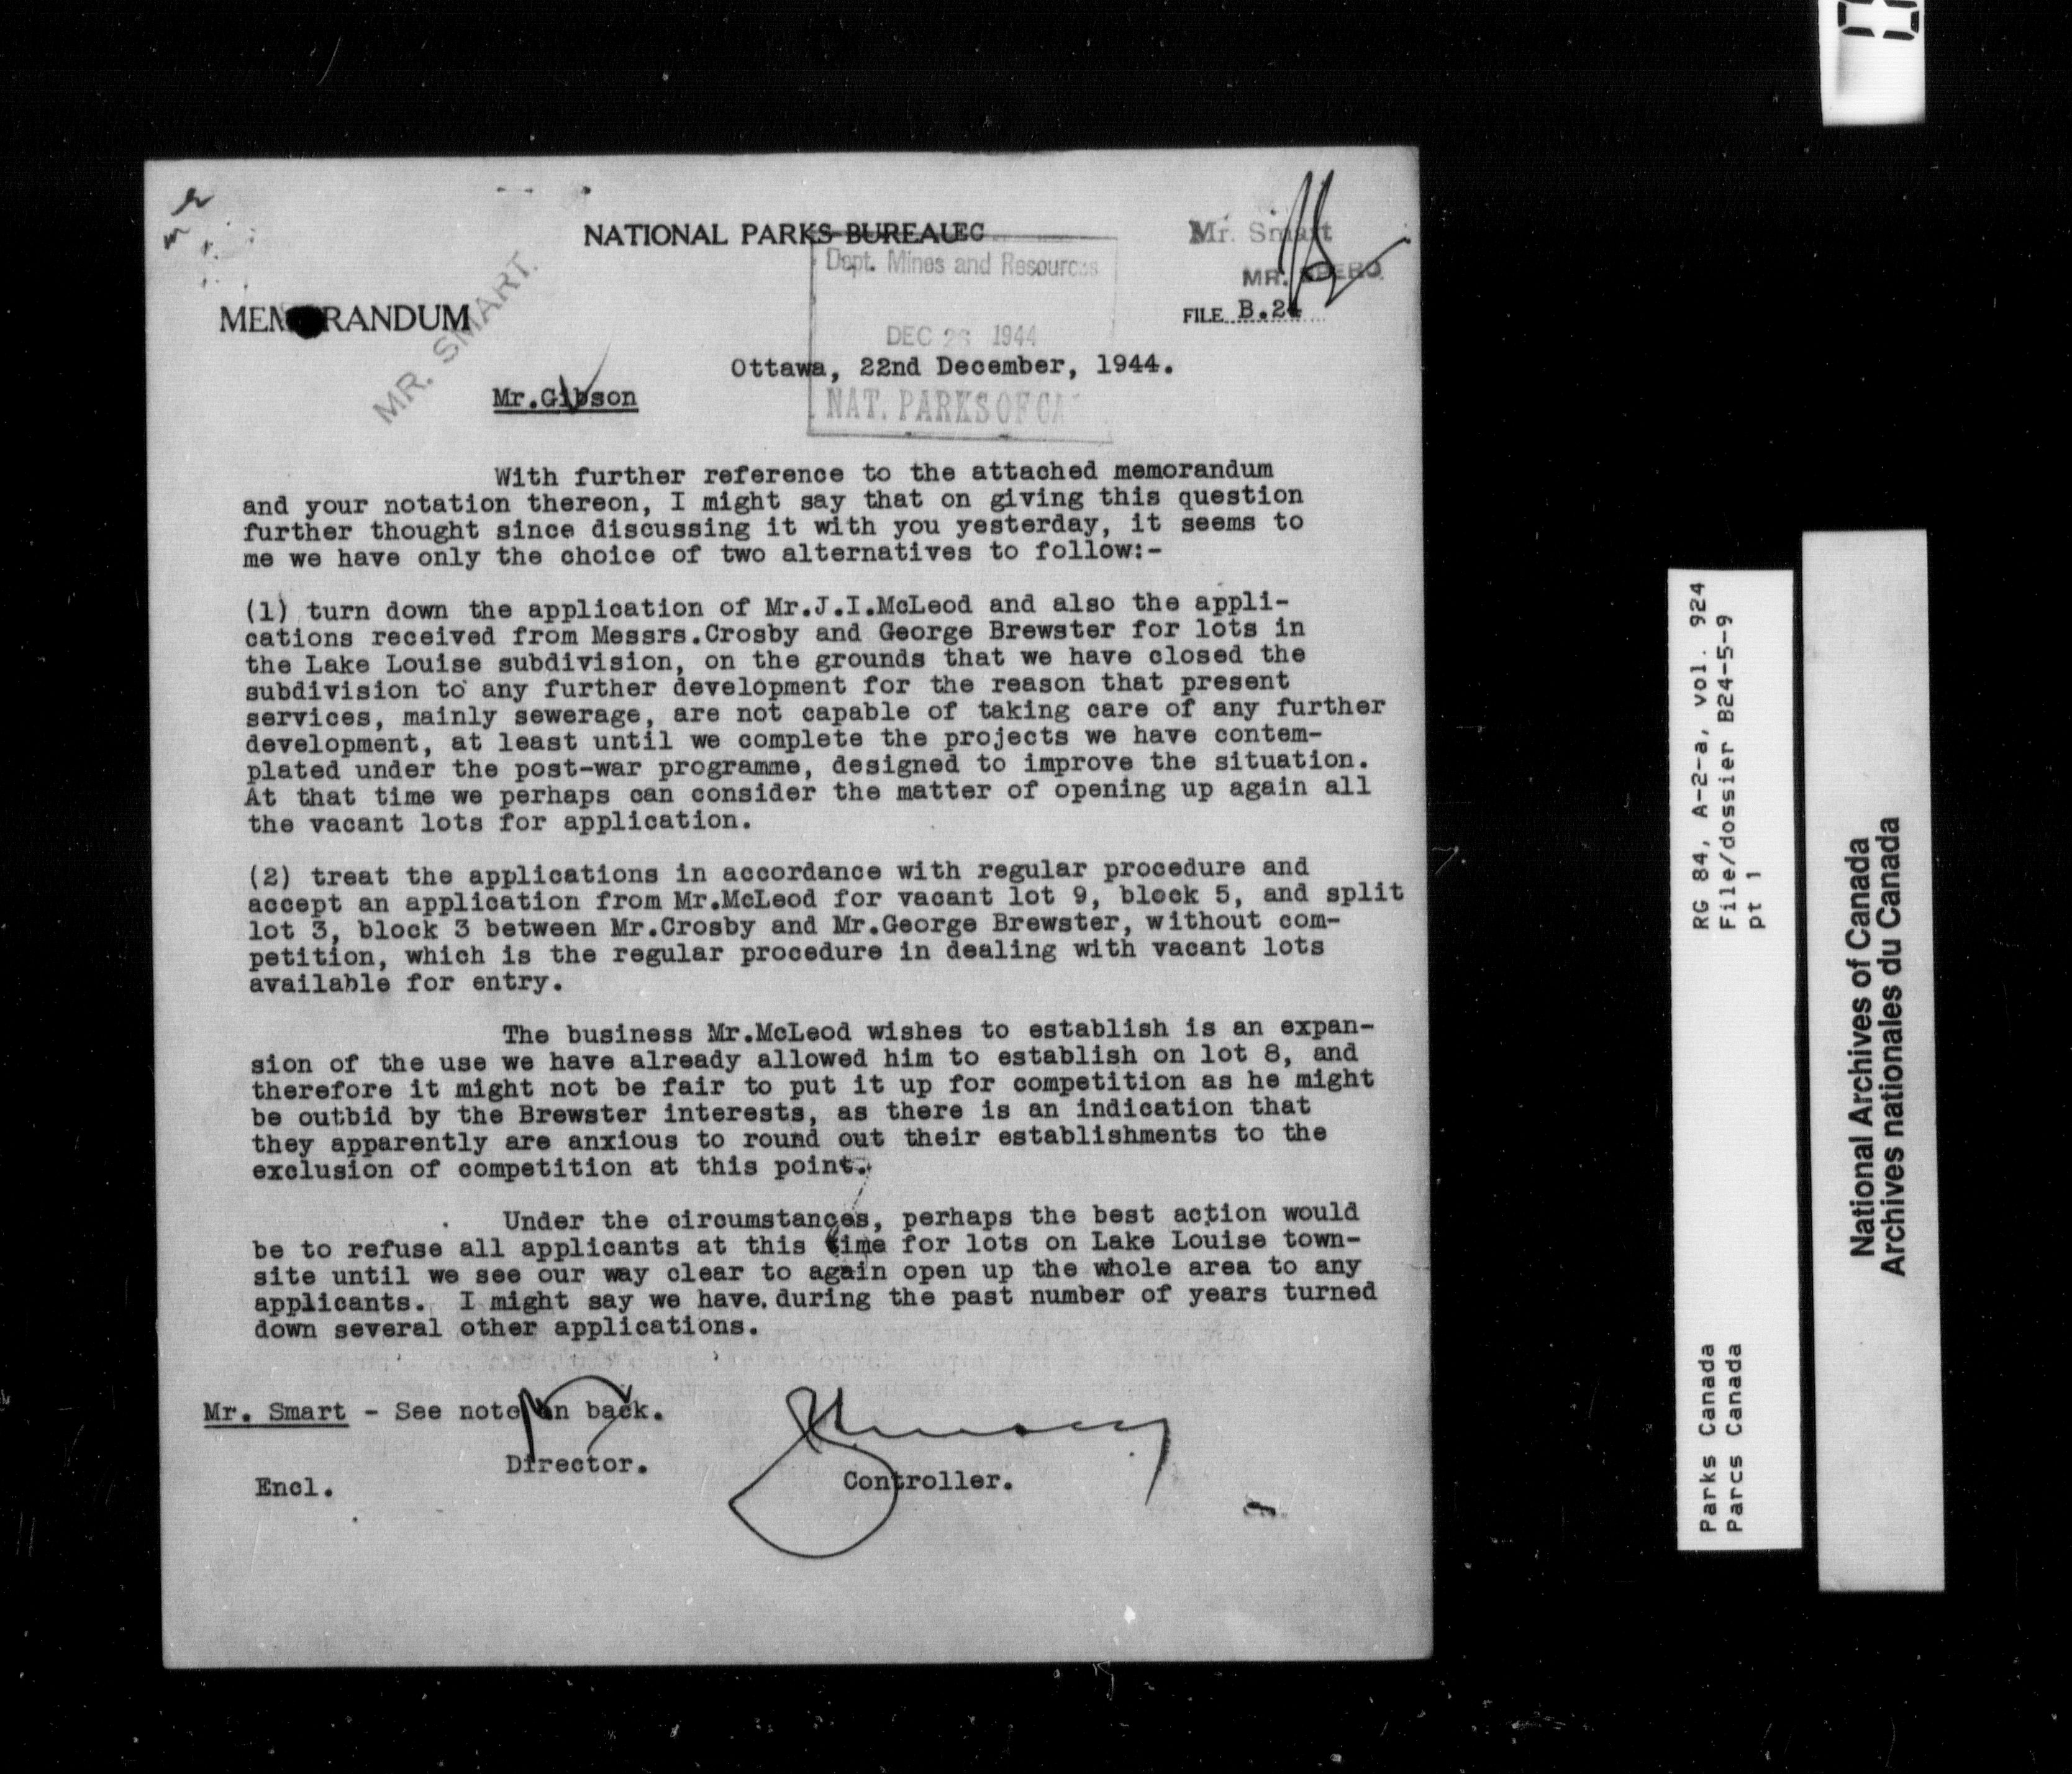 NATIONAL PARKS BUREAU
Mr. Smart
Dept. Mines and Resources
MR. SPERO
MEMORANDUM
MR. SMART.
FILE B.24
DEC 26 1944
Ottawa, 22nd December, 1944.
Mr.Gibson
NAT. PARKS OF CA
With further reference to the attached memorandum
and your notation thereon, I might say that on giving this question
further thought since discussing it with you yesterday, it seems to
me we have only the choice of two alternatives to follow:-
(1) turn down the application of Mr.J.I.McLeod and also the appli-
cations received from Messrs.Crosby and George Brewster for lots in
the Lake Louise subdivision, on the grounds that we have closed the
subdivision to any further development for the reason that present
services, mainly sewerage, are not capable of taking care of any further
development, at least until we complete the projects we have contem-
plated under the post-war programme, designed to improve the situation.
At that time we perhaps can consider the matter of opening up again all
the vacant lots for application.
(2) treat the applications in accordance with regular procedure and
accept an application from Mr.McLeod for vacant lot 9, block 5, and split
lot 3, block 3 between Mr.Crosby and Mr.George Brewster, without com-
petition, which is the regular procedure in dealing with vacant lots
available for entry.
The business Mr.McLeod wishes to establish is an expan-
sion of the use we have already allowed him to establish on lot 8, and
therefore it might not be fair to put it up for competition as he might
be outbid by the Brewster interests, as there is an indication that
they apparently are anxious to round out their establishments to the
exclusion of competition at this point.
Under the circumstances, perhaps the best action would
be to refuse all applicants at this time for lots on Lake Louise town-
site until we see our way clear to again open up the whole area to any
applicants. I might say we have during the past number of years turned
down several other applications.
Mr. Smart - See note on back.
Director.
Controller.
Encl.
RG 84, A-2-a, vol. 924
File/dossier B24-5-9
pt 1
Parks Canada
Parcs Canada
National Archives of Canada
Archives nationales du Canada